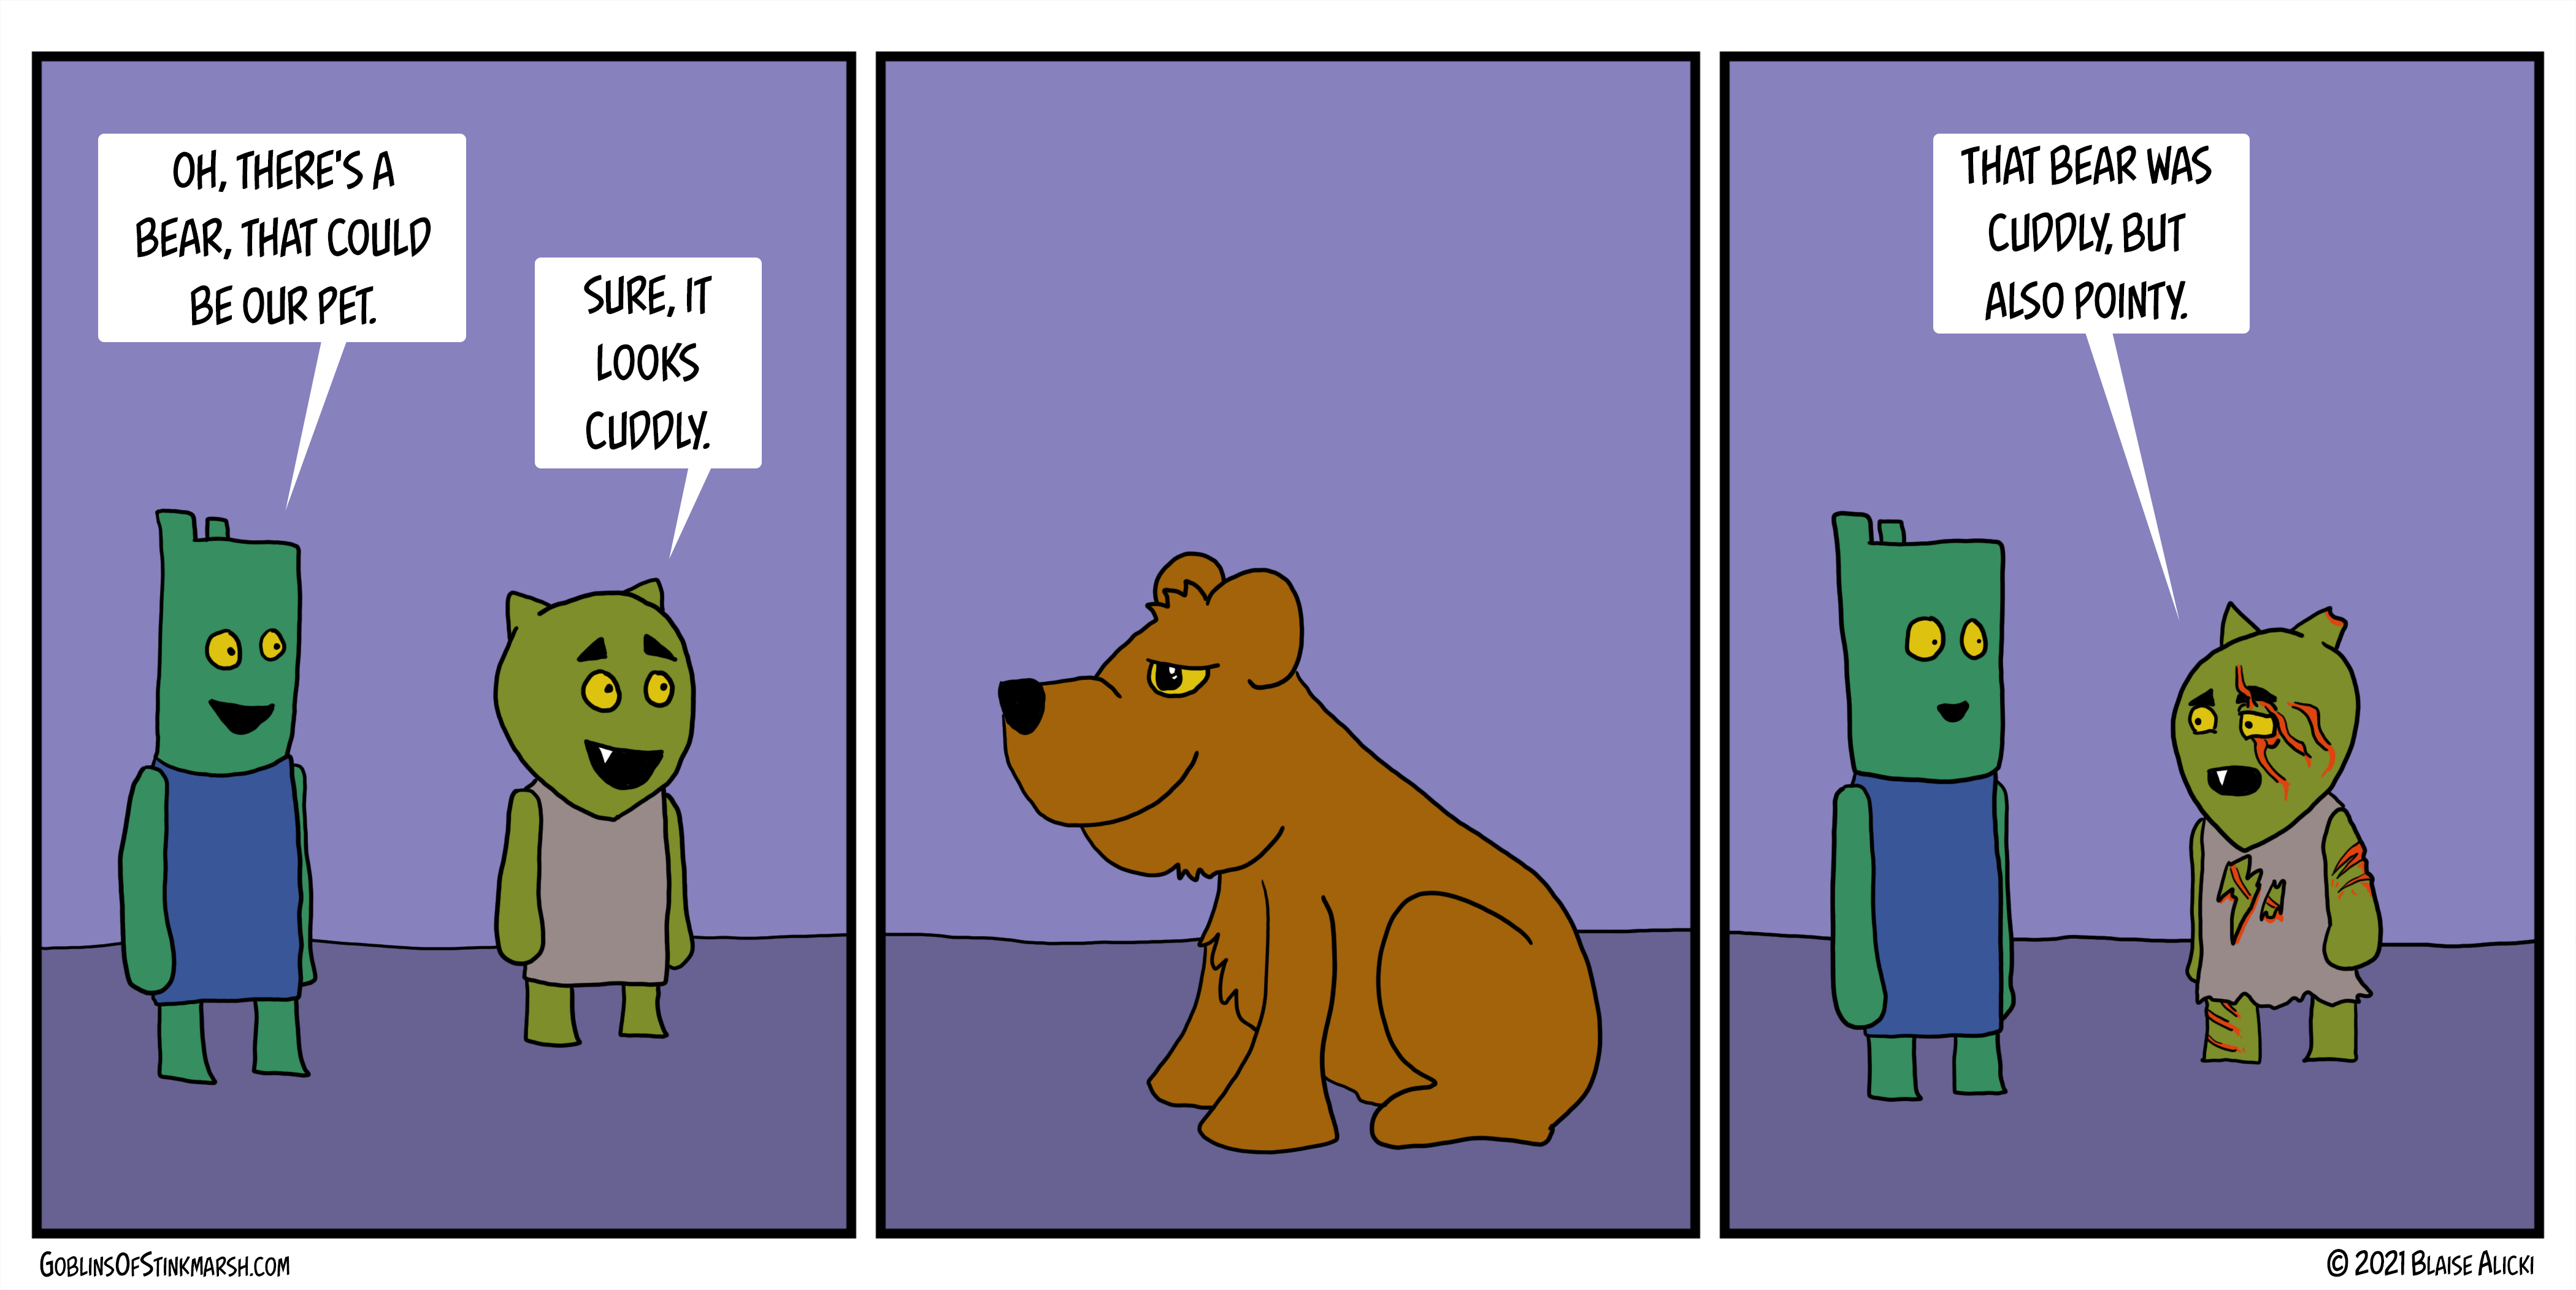 OH, THERE'S A
BEAR, THAT COULD
BE OUR PET.
SURE, IT
LOOKS
CUDDLY.
THAT BEAR WAS
CUDDLY, BUT
ALSO POINTY.
GOBLINSOFSTINKMARSH.COM
© 2021 BLAISE ALICKI